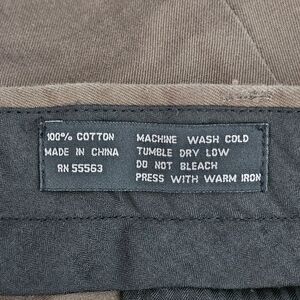 100% COTTON
MADE IN CHINA
RN 55563
MACHINE WASH COLD
TUMBLE DRY LOW
DO NOT BLEACH
PRESS WITH WARM IRON